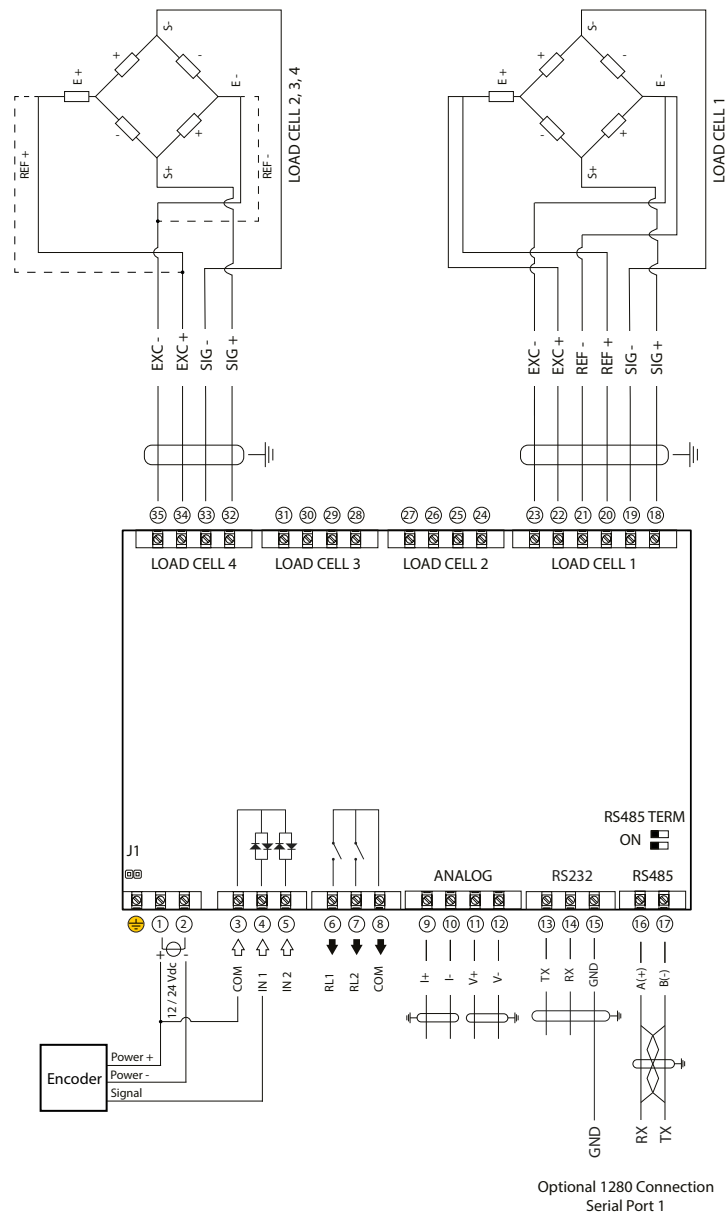 S-
S-
E +
E -
E +
E -
REF +
REF -
S+
S+
LOAD CELL 2, 3, 4
LOAD CELL 1
EXC -
EXC +
SIG -
SIG +
EXC -
EXC +
REF -
REF +
SIG -
SIG +
35 34 33 32 31 30 29 28 27 26 25 24 23 22 21 20 19 18
LOAD CELL 4 LOAD CELL 3 LOAD CELL 2 LOAD CELL 1
RS485 TERM
ON
J1
ANALOG RS232 RS485
1 2 3 4 5 6 7 8 9 10 11 12 13 14 15 16 17
+ -
12 / 24 Vdc
COM
IN 1
IN 2
RL1
RL2
COM
I+
I-
V+
V-
TX
RX
GND
A(+)
B(-)
Encoder
Power +
Power -
Signal
GND
RX
TX
Optional 1280 Connection
Serial Port 1